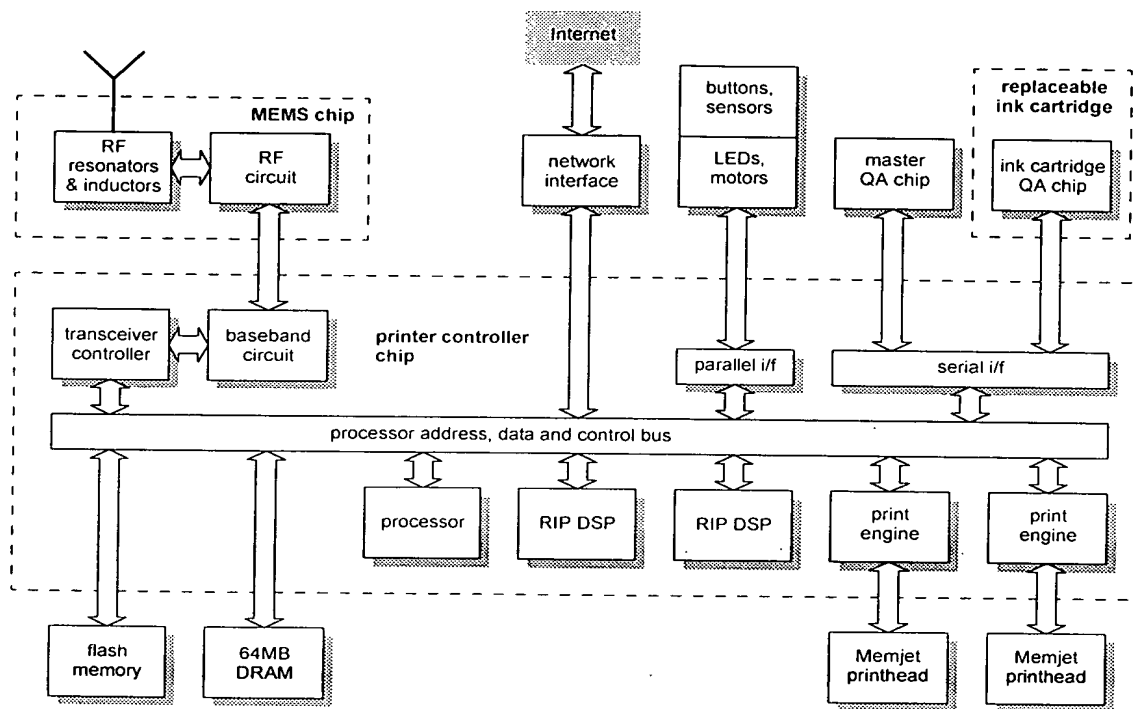 Internet
MEMS chip
RF
resonators
& inductors
RF
circuit
network
interface
buttons,
sensors
LEDs,
motors
master
QA chip
replaceable
ink cartridge
ink cartridge
QA chip
transceiver
controller
baseband
circuit
printer controller
chip
parallel i/f
serial i/f
processor address, data and control bus
processor
RIP DSP
RIP DSP
print
engine
print
engine
flash
memory
64MB
DRAM
Memjet
printhead
Memjet
printhead